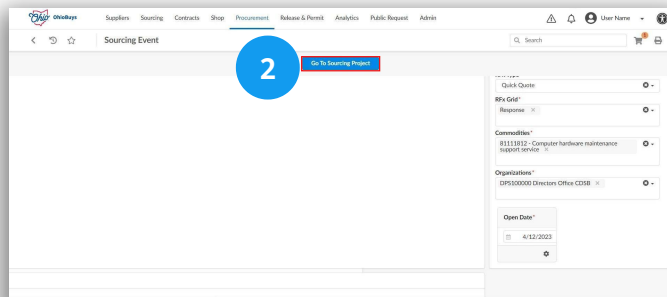 Ohio OhioBuys Suppliers Sourcing Contracts Shop Procurement Release & Permit Analytics Public Request Admin User Name
Sourcing Event Search 1
2 Go To Sourcing Project
Quick Quote
RFx Grid*
Response ×
Commodities*
81111812 - Computer hardware maintenance
support service ×
Organizations*
DPS100000 Directors Office CDSB ×
Open Date*
4/12/2023